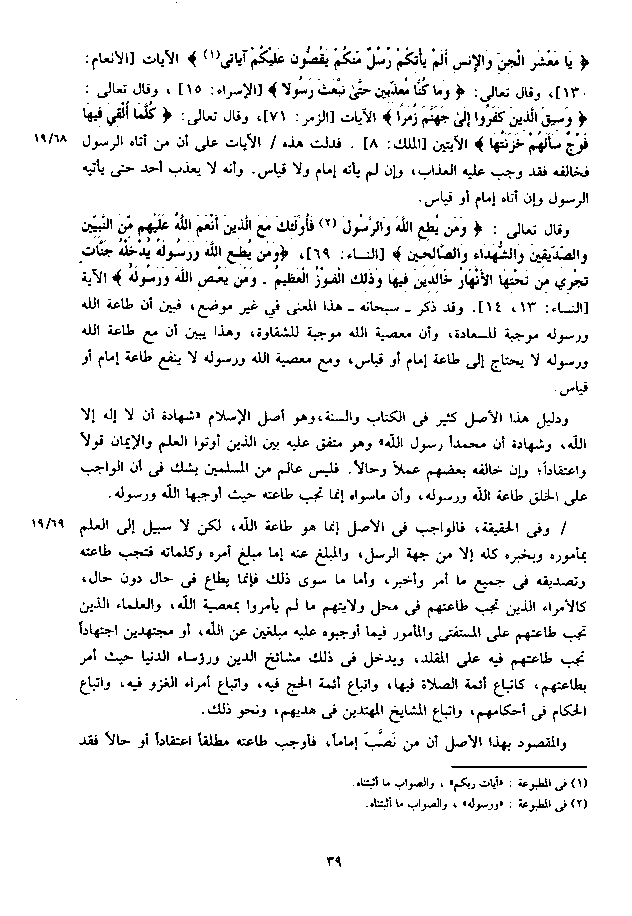 ﴿ يَا مَعْشَرَ الْجِنِّ وَالإِنسِ أَلَمْ يَأْتِكُمْ رُسُلٌ مِّنكُمْ يَقُصُّونَ عَلَيْكُمْ آيَاتِي(١) ﴾ الآيات [الأنعام:
١٣٠]، وقال تعالى: ﴿ وَمَا كُنَّا مُعَذِّبِينَ حَتَّىٰ نَبْعَثَ رَسُولاً ﴾ [الإسراء: ١٥] ، وقال تعالى :
﴿ وَسِيقَ الَّذِينَ كَفَرُوا إِلَىٰ جَهَنَّمَ زُمَرًا ﴾ الآيات [الزمر: ٧١]، وقال تعالى: ﴿ كُلَّمَا أُلْقِيَ فِيهَا
فَوْجٌ سَأَلَهُمْ خَزَنَتُهَا ﴾ الآيتين [الملك: ٨] . فدلت هذه / الآيات على أن من أتاه الرسول ١٩/٦٨
فخالفه فقد وجب عليه العذاب، وإن لم يأته إمام ولا قياس. وأنه لا يعذب أحد حتى يأتيه
الرسول وإن أتاه إمام أو قياس.
وقال تعالى : ﴿ وَمَن يُطِعِ اللَّهَ وَالرَّسُولَ (٢) فَأُولَئِكَ مَعَ الَّذِينَ أَنْعَمَ اللَّهُ عَلَيْهِم مِّنَ النَّبِيِّينَ
وَالصِّدِّيقِينَ وَالشُّهَدَاءِ وَالصَّالِحِينَ ﴾ [النساء: ٦٩]، ﴿وَمَن يُطِعِ اللَّهَ وَرَسُولَهُ يُدْخِلْهُ جَنَّاتٍ
تَجْرِي مِن تَحْتِهَا الأَنْهَارُ خَالِدِينَ فِيهَا وَذَلِكَ الْفَوْزُ الْعَظِيمُ . وَمَن يَعْصِ اللَّهَ وَرَسُولَهُ ﴾ الآية
[النساء: ١٣، ١٤]. وقد ذكر ـ سبحانه ـ هذا المعنى في غير موضع، فبين أن طاعة الله
ورسوله موجبة للسعادة، وأن معصية الله موجبة للشقاوة، وهذا يبين أن مع طاعة الله
ورسوله لا يحتاج إلى طاعة إمام أو قياس، ومع معصية الله ورسوله لا ينفع طاعة إمام أو
قياس.
ودليل هذا الأصل كثير في الكتاب والسنة،وهو أصل الإسلام «شهادة أن لا إله إلا
الله، وشهادة أن محمداً رسول الله» وهو متفق عليه بين الذين أوتوا العلم والإيمان قولاً
واعتقاداً؛ وإن خالفه بعضهم عملاً وحالاً. فليس عالم من المسلمين يشك في أن الواجب
على الخلق طاعة الله ورسوله، وأن ماسواه إنما تجب طاعته حيث أوجبها الله ورسوله.
/ وفي الحقيقة، فالواجب في الأصل إنما هو طاعة الله، لكن لا سبيل إلى العلم ١٩/٦٩
بمأموره وبخبره كله إلا من جهة الرسل، والمبلغ عنه إما مبلغ أمره وكلماته فتجب طاعته
وتصديقه في جميع ما أمر وأخبر، وأما ما سوى ذلك فإنما يطاع في حال دون حال،
كالأمراء الذين تجب طاعتهم في محل ولايتهم ما لم يأمروا بمعصية الله، والعلماء الذين
تجب طاعتهم على المستفتي والمأمور فيما أوجبوه عليه مبلغين عن الله، أو مجتهدين اجتهاداً
تجب طاعتهم فيه على المقلد، ويدخل في ذلك مشائخ الدين ورؤساء الدنيا حيث أمر
بطاعتهم، كاتباع أئمة الصلاة فيها، واتباع أئمة الحج فيه، واتباع أمراء الغزو فيه، واتباع
الحكام في أحكامهم، واتباع المشايخ المهتدين في هديهم، ونحو ذلك.
والمقصود بهذا الأصل أن من نَصَّبَ إماماً، فأوجب طاعته مطلقاً اعتقاداً أو حالاً فقد
(١) في المطبوعة : «آيات ربكم» ، والصواب ما أثبتناه.
(٢) في المطبوعة : «ورسوله» ، والصواب ما أثبتناه.
٣٩